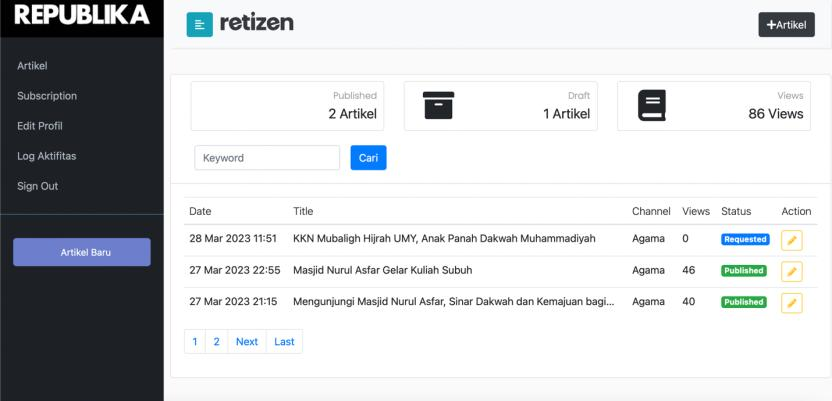 REPUBLIKA
retizen
+Artikel
Artikel
Subscription
Edit Profil
Log Aktifitas
Sign Out
Artikel Baru
Published
2 Artikel
Draft
1 Artikel
Views
86 Views
Keyword
Cari
Date Title Channel Views Status Action
28 Mar 2023 11:51 KKN Mubaligh Hijrah UMY, Anak Panah Dakwah Muhammadiyah Agama 0 Requested
27 Mar 2023 22:55 Masjid Nurul Asfar Gelar Kuliah Subuh Agama 46 Published
27 Mar 2023 21:15 Mengunjungi Masjid Nurul Asfar, Sinar Dakwah dan Kemajuan bagi... Agama 40 Published
1 2 Next Last